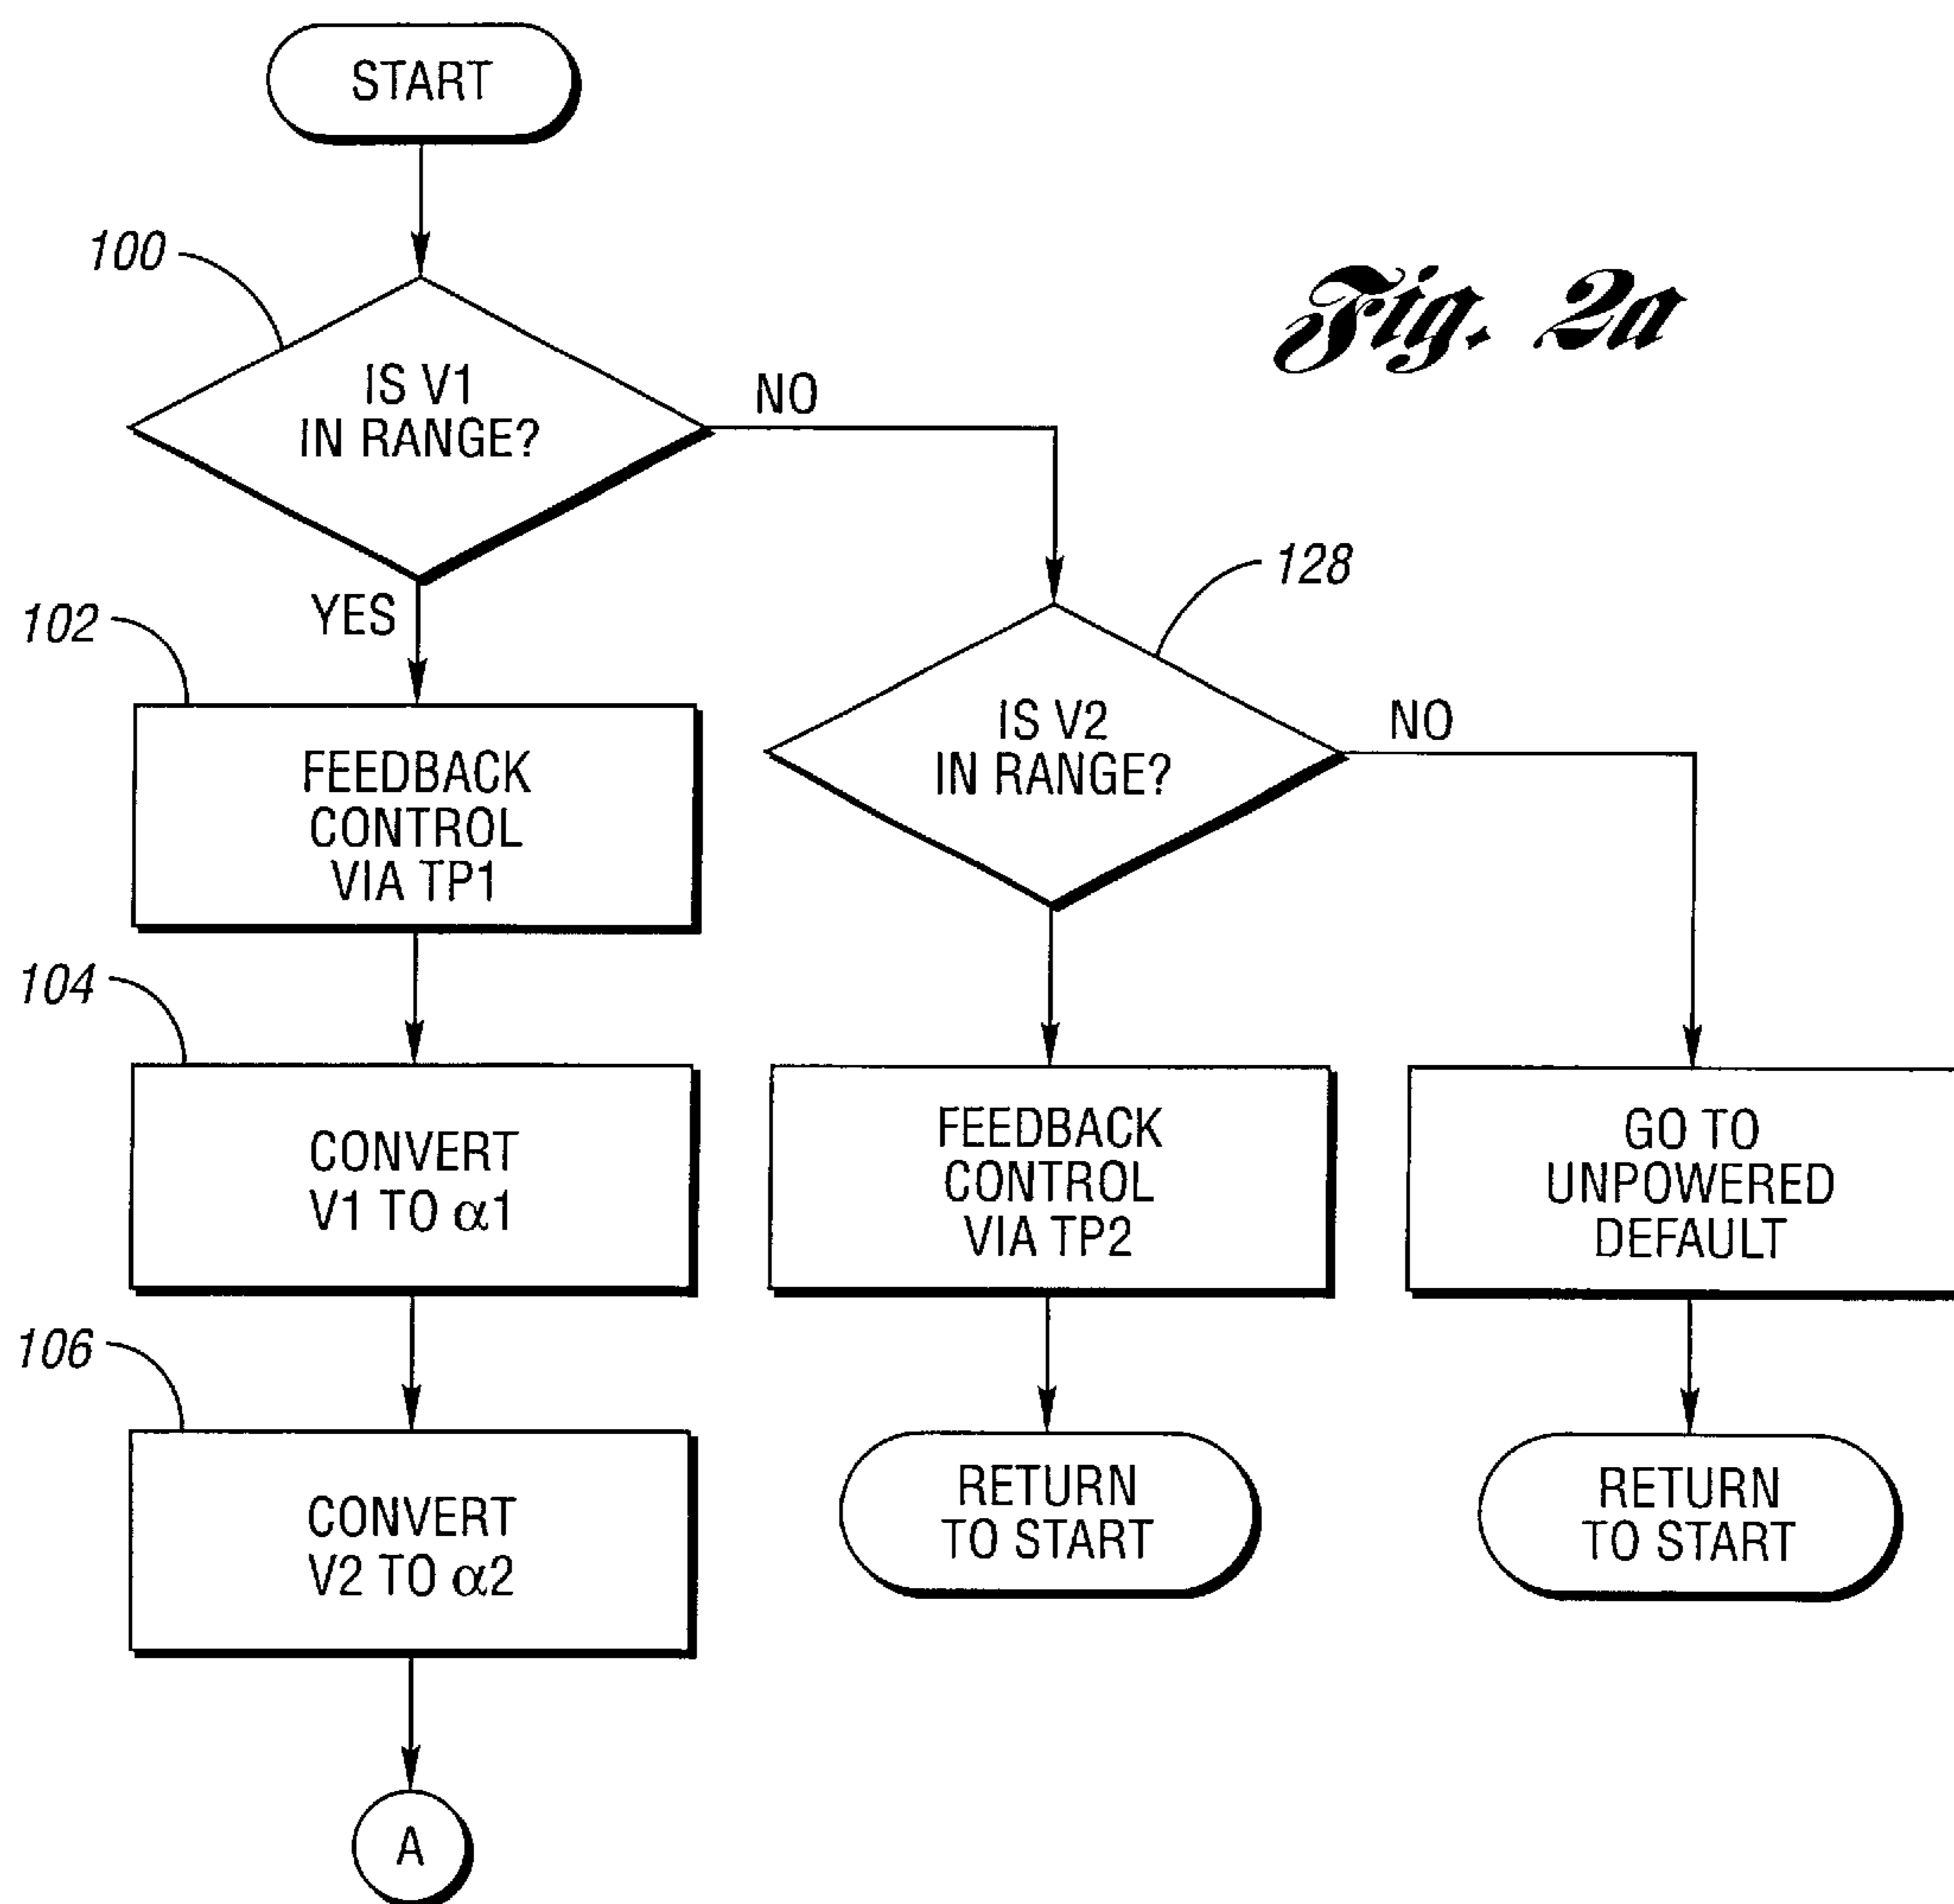 START
100
IS V1
IN RANGE?
NO
Fig. 2a
YES
128
102
IS V2
IN RANGE?
NO
FEEDBACK
CONTROL
VIA TP1
104
CONVERT
V1 TO α1
FEEDBACK
CONTROL
VIA TP2
GO TO
UNPOWERED
DEFAULT
106
CONVERT
V2 TO α2
RETURN
TO START
RETURN
TO START
A